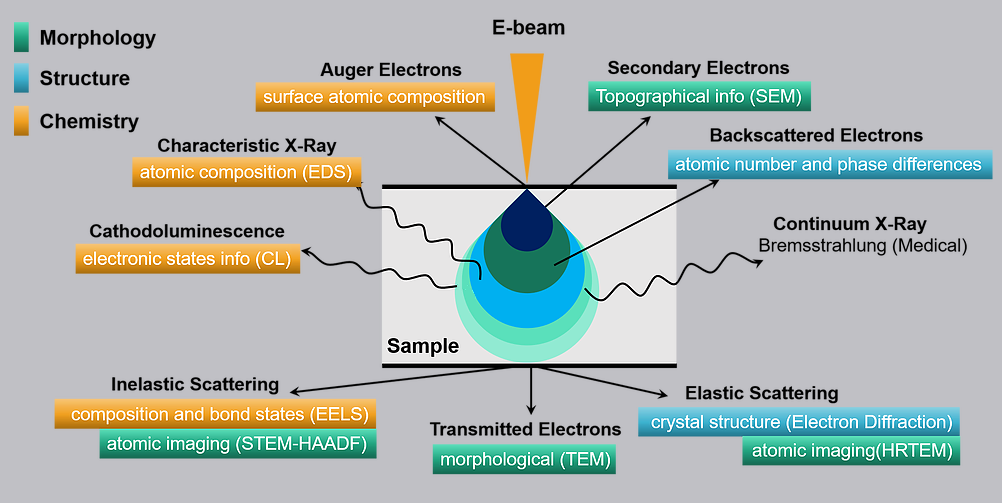 E-beam
Morphology
Structure
Chemistry
Auger Electrons
surface atomic composition
Secondary Electrons
Topographical info (SEM)
Characteristic X-Ray
atomic composition (EDS)
Backscattered Electrons
atomic number and phase differences
Cathodoluminescence
electronic states info (CL)
Continuum X-Ray
Bremsstrahlung (Medical)
Sample
Inelastic Scattering
composition and bond states (EELS)
atomic imaging (STEM-HAADF)
Transmitted Electrons
morphological (TEM)
Elastic Scattering
crystal structure (Electron Diffraction)
atomic imaging(HRTEM)